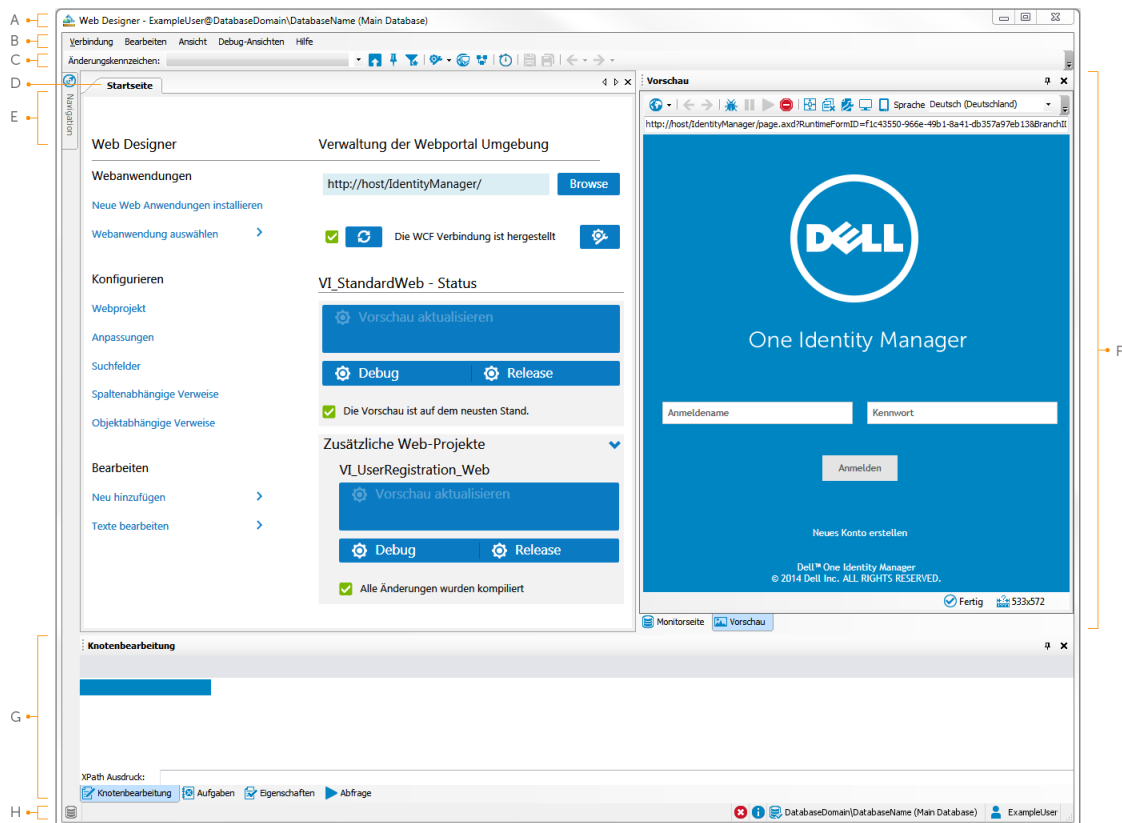 A
Web Designer - ExampleUser@DatabaseDomain\DatabaseName (Main Database)
B
Verbindung Bearbeiten Ansicht Debug-Ansichten Hilfe
C
Änderungskennzeichen:
D
Startseite
E
Navigation
Web Designer
Webanwendungen
Neue Web Anwendungen installieren
Webanwendung auswählen
Konfigurieren
Webprojekt
Anpassungen
Suchfelder
Spaltenabhängige Verweise
Objektabhängige Verweise
Bearbeiten
Neu hinzufügen
Texte bearbeiten
Verwaltung der Webportal Umgebung
http://host/IdentityManager/ Browse
Die WCF Verbindung ist hergestellt
VI_StandardWeb - Status
Vorschau aktualisieren
Debug Release
Die Vorschau ist auf dem neusten Stand.
Zusätzliche Web-Projekte
VI_UserRegistration_Web
Vorschau aktualisieren
Debug Release
Alle Änderungen wurden kompiliert
Vorschau
Sprache Deutsch (Deutschland)
http://host/IdentityManager/page.axd?RuntimeFormID=f1c43550-966e-49b1-8a41-db357a97eb13&BranchII
DELL
One Identity Manager
Anmeldename Kennwort
Anmelden
Neues Konto erstellen
Dell™ One Identity Manager
© 2014 Dell Inc. ALL RIGHTS RESERVED.
Fertig 533x572
Monitorseite Vorschau
F
Knotenbearbeitung
G
XPath Ausdruck:
Knotenbearbeitung Aufgaben Eigenschaften Abfrage
H
DatabaseDomain\DatabaseName (Main Database) ExampleUser